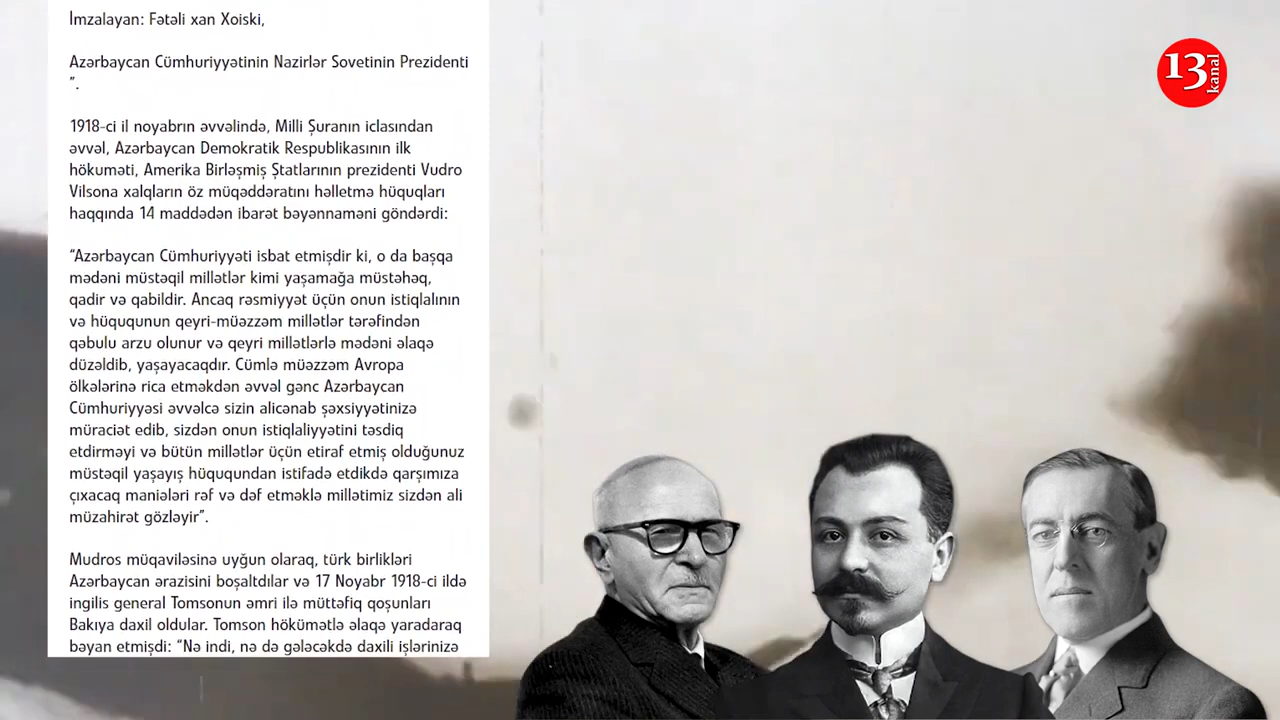 İmzalayan: Fətəli xan Xoiski,
Azərbaycan Cümhuriyyətinin Nazirlər Sovetinin Prezidenti
”.
1918-ci il noyabrın əvvəlində, Milli Şuranın iclasından
əvvəl, Azərbaycan Demokratik Respublikasının ilk
hökuməti, Amerika Birləşmiş Ştatlarının prezidenti Vudro
Vilsona xalqların öz müqəddəratını həlletmə hüquqları
haqqında 14 maddədən ibarət bəyannaməni göndərdi:
“Azərbaycan Cümhuriyyəti isbat etmişdir ki, o da başqa
mədəni müstəqil millətlər kimi yaşamağa müstəhəq,
qadir və qabildir. Ancaq rəsmiyyət üçün onun istiqlalının
və hüququnun qeyri-müəzzəm millətlər tərəfindən
qəbulu arzu olunur və qeyri millətlərlə mədəni əlaqə
düzəldib, yaşayacaqdır. Cümlə müəzzəm Avropa
ölkələrinə rica etməkdən əvvəl gənc Azərbaycan
Cümhuriyyəsi əvvəlcə sizin alicənab şəxsiyyətinizə
müraciət edib, sizdən onun istiqlaliyyətini təsdiq
etdirməyi və bütün millətlər üçün etiraf etmiş olduğunuz
müstəqil yaşayış hüququndan istifadə etdikdə qarşımıza
çıxacaq maniələri rəf və dəf etməklə millətimiz sizdən ali
müzahirət gözləyir”.
Mudros müqaviləsinə uyğun olaraq, türk birlikləri
Azərbaycan ərazisini boşaltdılar və 17 Noyabr 1918-ci ildə
ingilis general Tomsonun əmri ilə müttəfiq qoşunları
Bakıya daxil oldular. Tomson hökümətlə əlaqə yaradaraq
bəyan etmişdi: “Nə indi, nə də gələcəkdə daxili işlərinizə
13 kanal